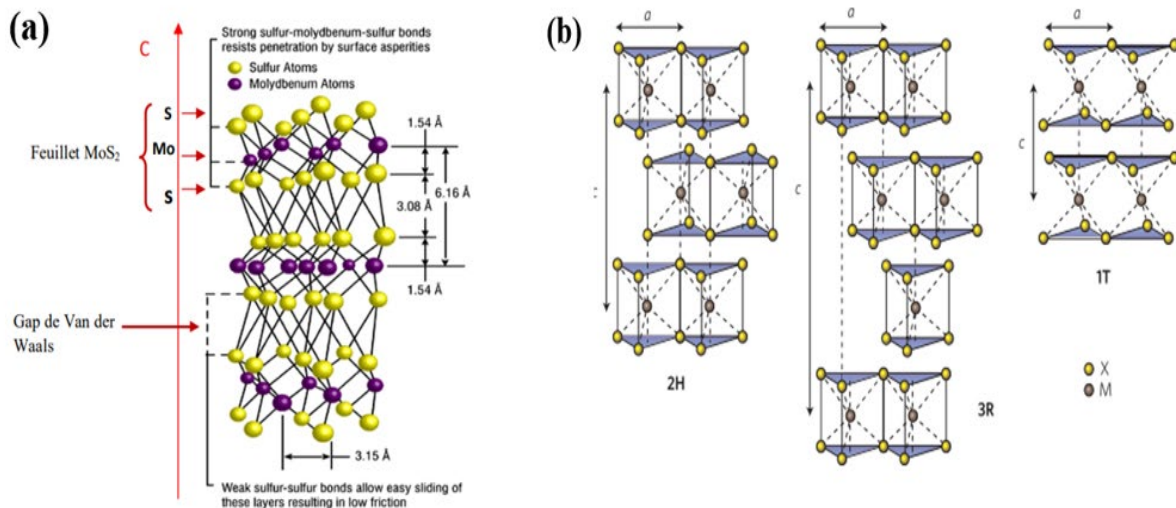 (a)
C
Strong sulfur-molydbenum-sulfur bonds
resists penetration by surface asperities
Sulfur Atoms
Molydbenum Atoms
S
Mo
S
Feuillet MoS₂
1.54 Å
6.16 Å
3.08 Å
1.54 Å
Gap de Van der
Waals
3.15 Å
Weak sulfur-sulfur bonds allow easy sliding of
these layers resulting in low friction
(b)
a
a
a
c
c
1T
X
M
2H
3R